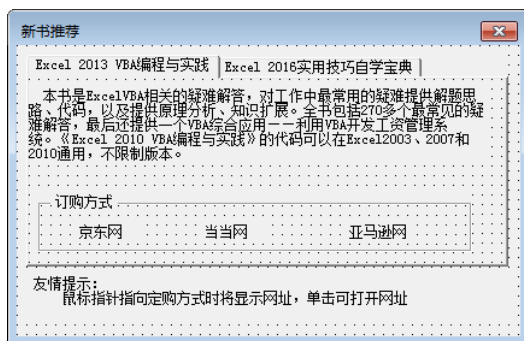 新书推荐
Excel 2013 VBA编程与实践 Excel 2016实用技巧自学宝典
本书是ExcelVBA相关的疑难解答，对工作中最常用的疑难提供解题思
路、代码，以及提供原理分析、知识扩展。全书包括270多个最常见的疑
难解答，最后还提供一个VBA综合应用－－利用VBA开发工资管理系
统。《Excel 2010 VBA编程与实践》的代码可以在Excel2003、2007和
2010通用，不限制版本。
订购方式
京东网 当当网 亚马逊网
友情提示：
鼠标指针指向定购方式时将显示网址，单击可打开网址